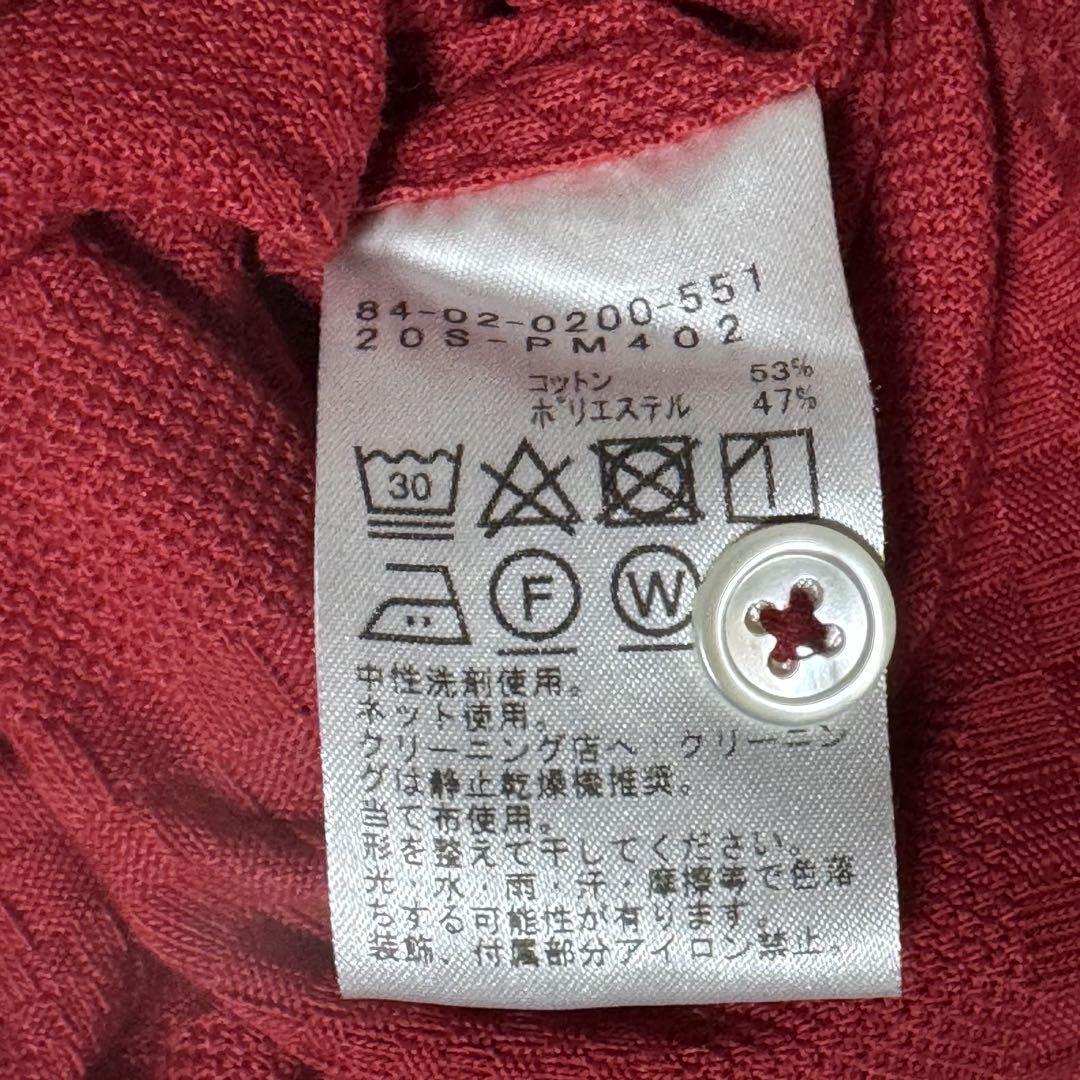 84-02-0200-551
20S-PM402
コットン 53%
ポリエステル 47%
30
F W
中性洗剤使用。
ネット使用。
クリーニング店へ クリーニン
グは静止乾燥機推奨。
当て布使用。
形を整えて干してください。
光・水・雨・汗・摩擦等で色落
ちする可能性が有ります。
装飾、付属部分アイロン禁止。